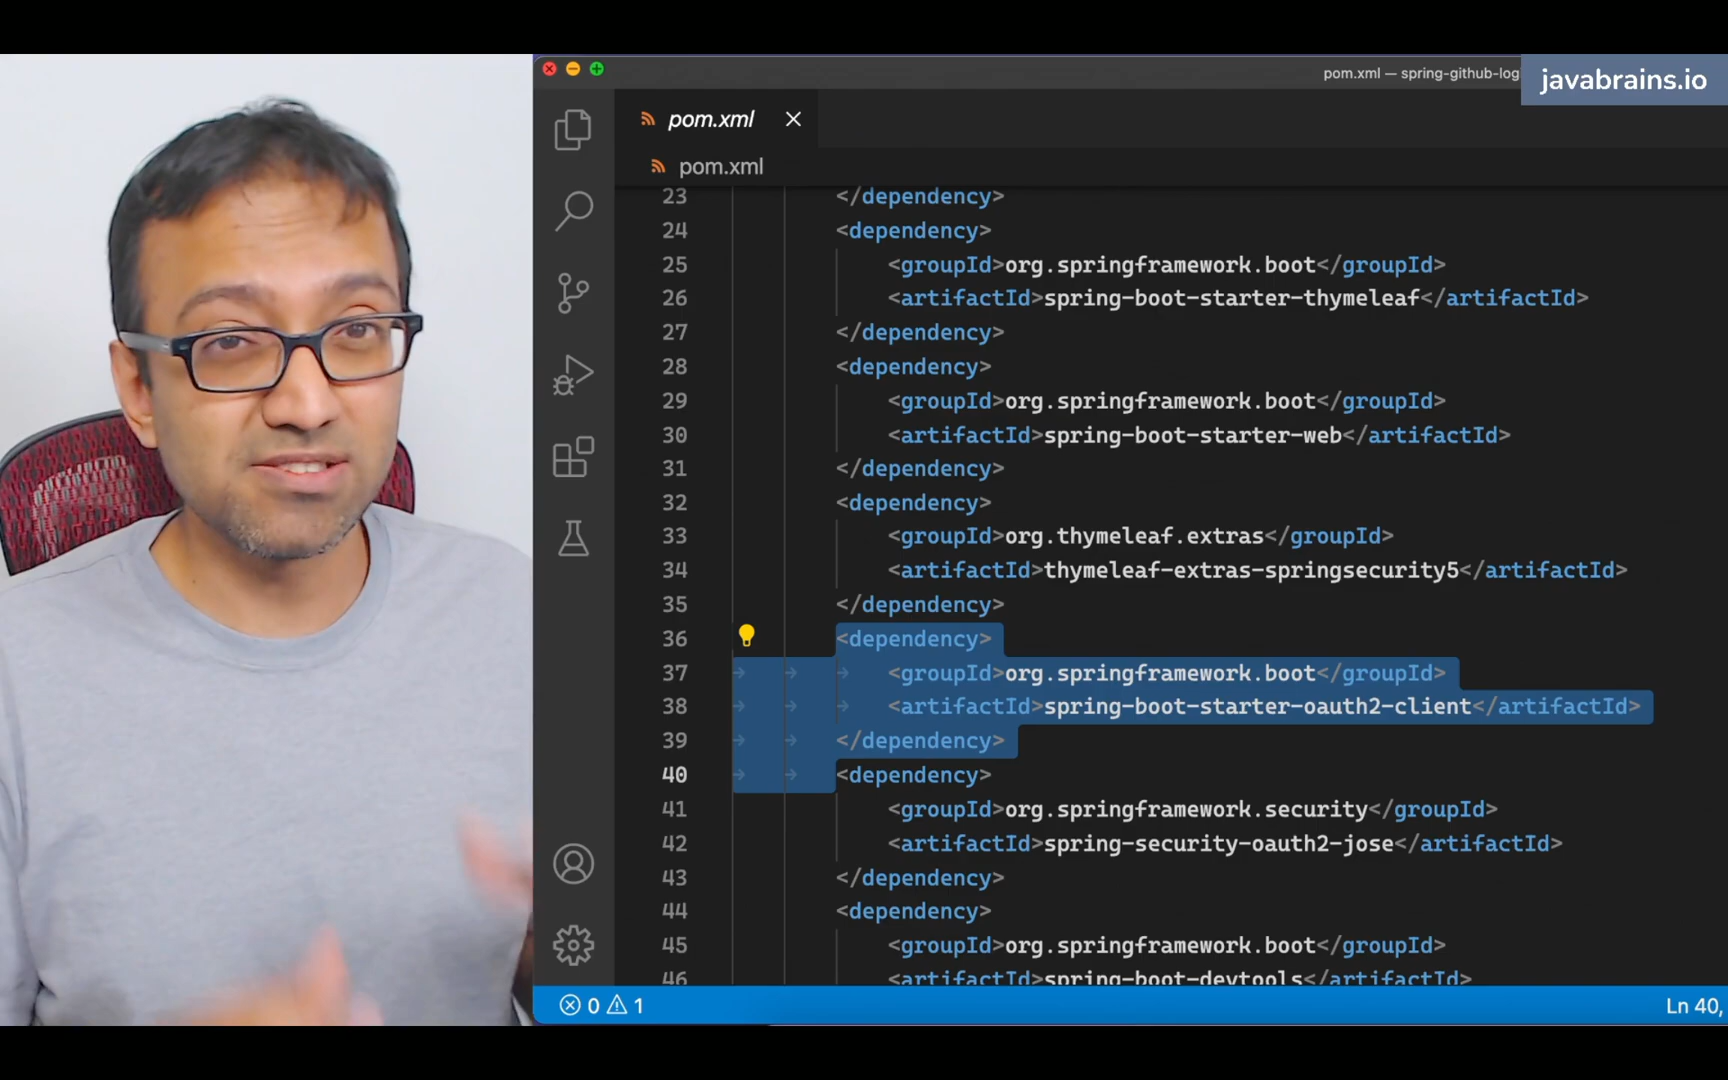 pom.xml — spring-github-log
javabrains.io
pom.xml
pom.xml
23 </dependency>
24 <dependency>
25 <groupId>org.springframework.boot</groupId>
26 <artifactId>spring-boot-starter-thymeleaf</artifactId>
27 </dependency>
28 <dependency>
29 <groupId>org.springframework.boot</groupId>
30 <artifactId>spring-boot-starter-web</artifactId>
31 </dependency>
32 <dependency>
33 <groupId>org.thymeleaf.extras</groupId>
34 <artifactId>thymeleaf-extras-springsecurity5</artifactId>
35 </dependency>
36 <dependency>
37 <groupId>org.springframework.boot</groupId>
38 <artifactId>spring-boot-starter-oauth2-client</artifactId>
39 </dependency>
40 <dependency>
41 <groupId>org.springframework.security</groupId>
42 <artifactId>spring-security-oauth2-jose</artifactId>
43 </dependency>
44 <dependency>
45 <groupId>org.springframework.boot</groupId>
46 <artifactId>spring-boot-devtools</artifactId>
0 1
Ln 40,